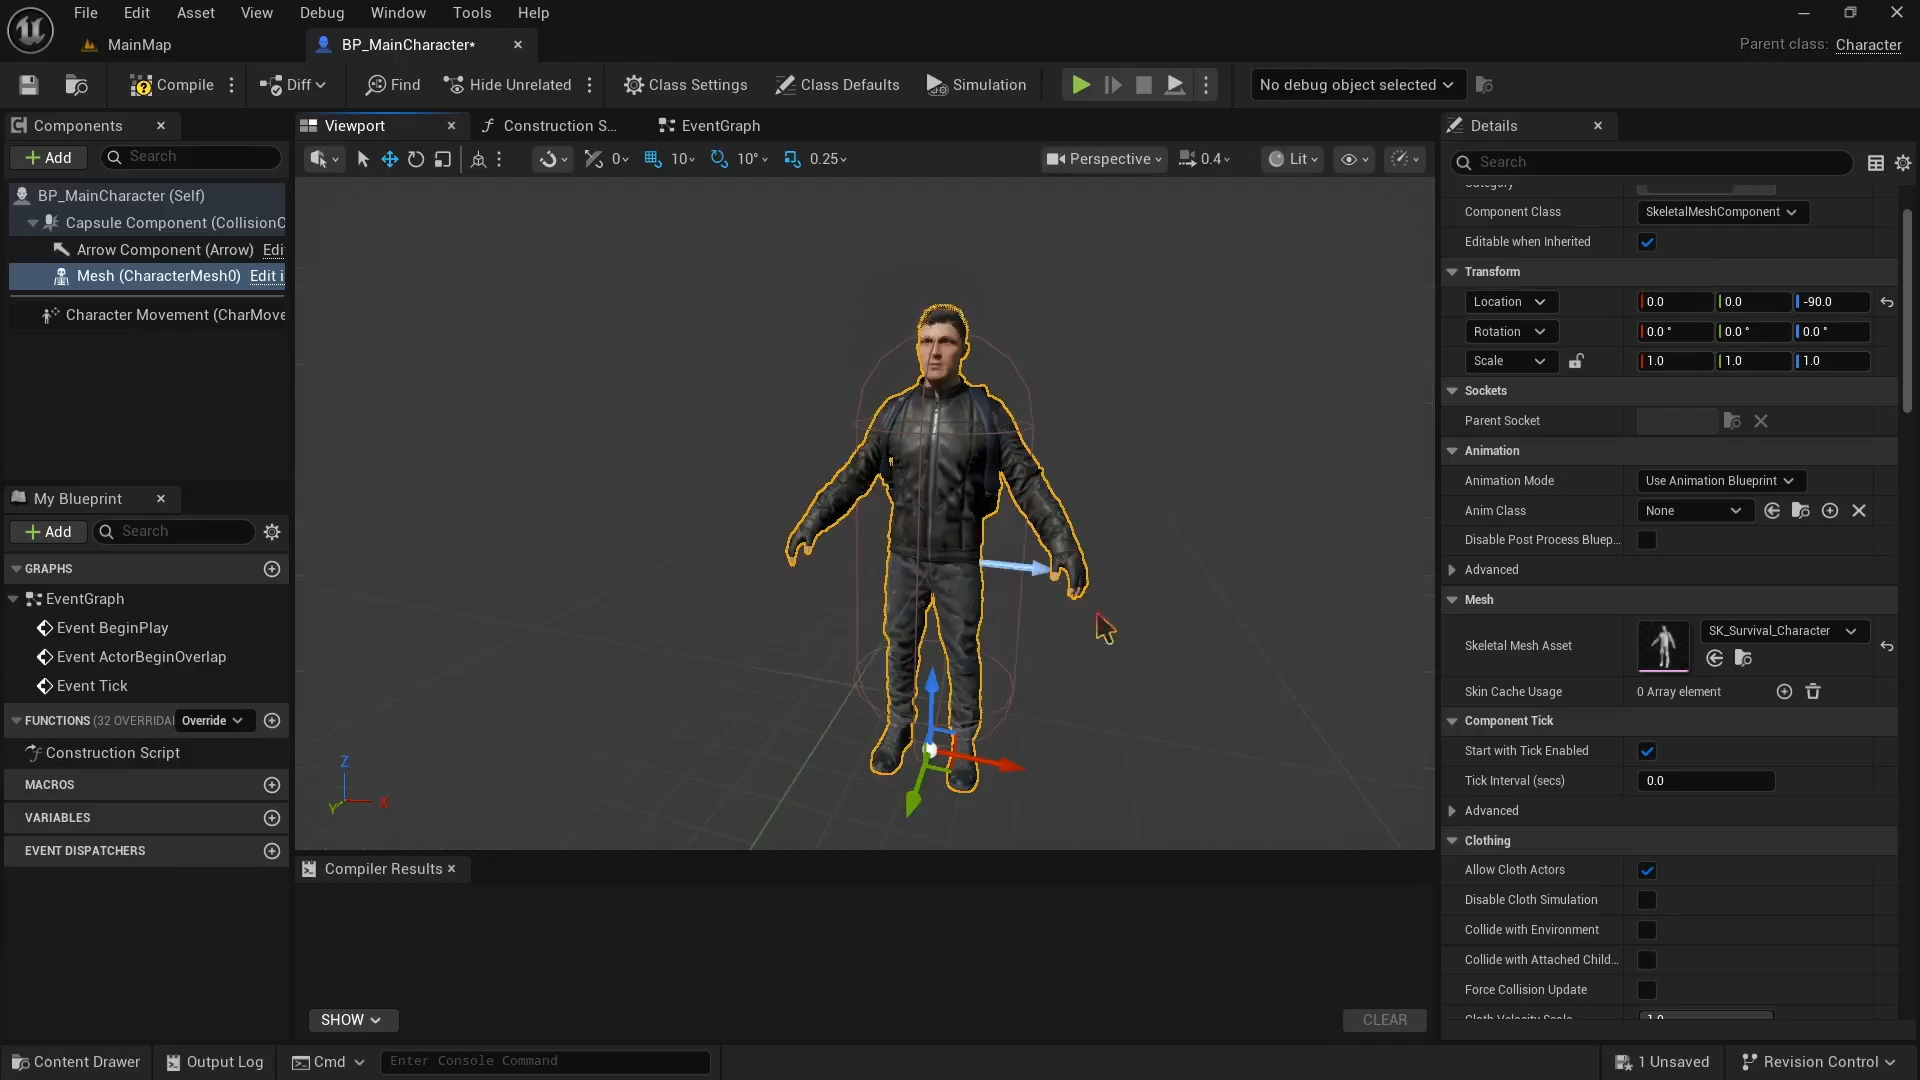 File Edit Asset View Debug Window Tools Help
MainMap
BP_MainCharacter*
Parent class: Character
Compile
Diff
Find
Hide Unrelated
Class Settings
Class Defaults
Simulation
No debug object selected
Components
Add
Search
BP_MainCharacter (Self)
Capsule Component (CollisionC
Arrow Component (Arrow) Edi
Mesh (CharacterMesh0) Edit i
Character Movement (CharMove
My Blueprint
Add
Search
GRAPHS
EventGraph
Event BeginPlay
Event ActorBeginOverlap
Event Tick
FUNCTIONS (32 OVERRIDA Override
Construction Script
MACROS
VARIABLES
EVENT DISPATCHERS
Viewport
Construction S...
EventGraph
0 10 10° 0.25
Perspective
0.4
Lit
Z
Y
X
Compiler Results
SHOW
CLEAR
Details
Search
Category
Component Class SkeletalMeshComponent
Editable when Inherited
Transform
Location 0.0 0.0 -90.0
Rotation 0.0 ° 0.0 ° 0.0 °
Scale 1.0 1.0 1.0
Sockets
Parent Socket
Animation
Animation Mode Use Animation Blueprint
Anim Class None
Disable Post Process Bluep...
Advanced
Mesh
Skeletal Mesh Asset SK_Survival_Character
Skin Cache Usage 0 Array element
Component Tick
Start with Tick Enabled
Tick Interval (secs) 0.0
Advanced
Clothing
Allow Cloth Actors
Disable Cloth Simulation
Collide with Environment
Collide with Attached Child...
Force Collision Update
Cloth Velocity Scale 1.0
Content Drawer
Output Log
Cmd
Enter Console Command
1 Unsaved
Revision Control